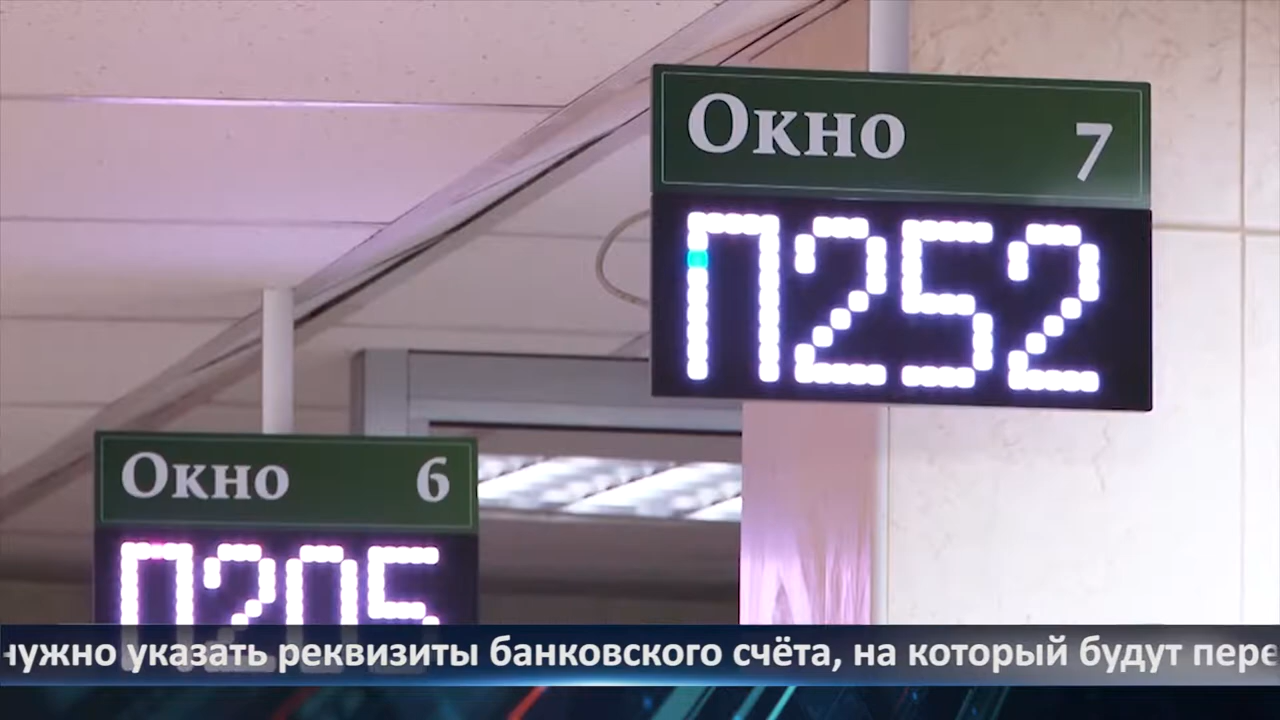 Окно 7
П252
Окно 6
П205
нужно указать реквизиты банковского счёта, на который будут пере